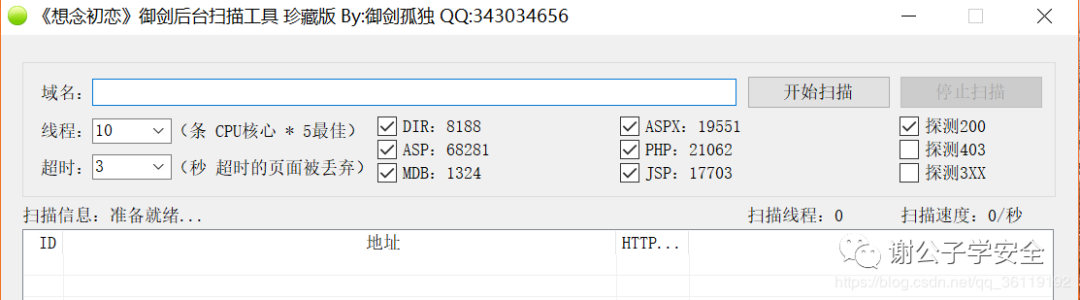 《想念初恋》御剑后台扫描工具 珍藏版 By:御剑孤独 QQ:343034656
域名: 开始扫描 停止扫描
线程: 10 (条 CPU核心 * 5最佳) DIR: 8188 ASPX: 19551 探测200
ASP: 68281 PHP: 21062 探测403
超时: 3 (秒 超时的页面被丢弃) MDB: 1324 JSP: 17703 探测3XX
扫描信息: 准备就绪... 扫描线程: 0 扫描速度: 0/秒
ID 地址 HTTP...
谢公子学安全
https://blog.csdn.net/qq_36119192